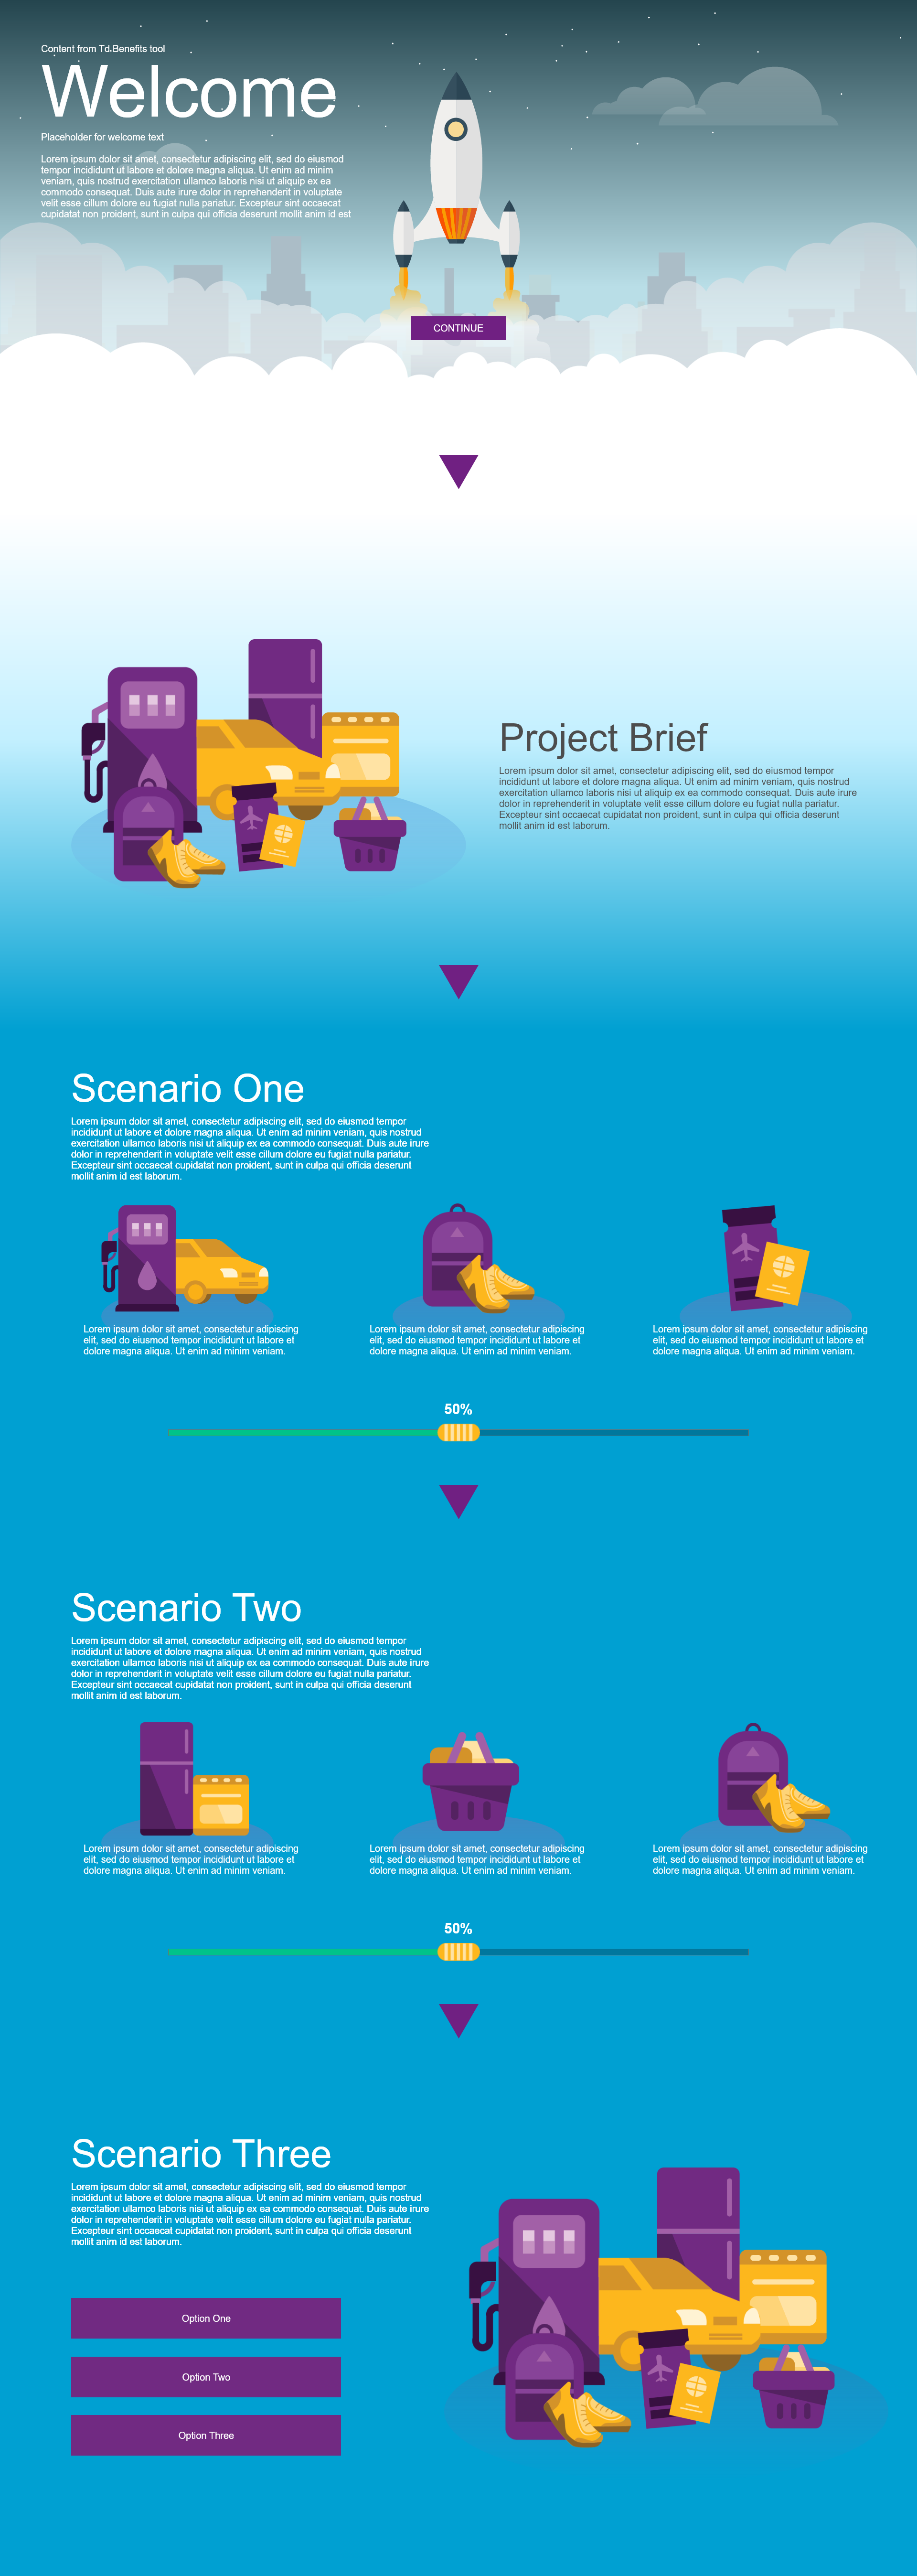 Content from Td Benefits tool
Welcome
Placeholder for welcome text
Lorem ipsum dolor sit amet, consectetur adipiscing elit, sed do eiusmod
tempor incididunt ut labore et dolore magna aliqua. Ut enim ad minim
veniam, quis nostrud exercitation ullamco laboris nisi ut aliquip ex ea
commodo consequat. Duis aute irure dolor in reprehenderit in voluptate
velit esse cillum dolore eu fugiat nulla pariatur. Excepteur sint occaecat
cupidatat non proident, sunt in culpa qui officia deserunt mollit anim id est
CONTINUE
Project Brief
Lorem ipsum dolor sit amet, consectetur adipiscing elit, sed do eiusmod tempor
incididunt ut labore et dolore magna aliqua. Ut enim ad minim veniam, quis nostrud
exercitation ullamco laboris nisi ut aliquip ex ea commodo consequat. Duis aute irure
dolor in reprehenderit in voluptate velit esse cillum dolore eu fugiat nulla pariatur.
Excepteur sint occaecat cupidatat non proident, sunt in culpa qui officia deserunt
mollit anim id est laborum.
Scenario One
Lorem ipsum dolor sit amet, consectetur adipiscing elit, sed do eiusmod tempor
incididunt ut labore et dolore magna aliqua. Ut enim ad minim veniam, quis nostrud
exercitation ullamco laboris nisi ut aliquip ex ea commodo consequat. Duis aute irure
dolor in reprehenderit in voluptate velit esse cillum dolore eu fugiat nulla pariatur.
Excepteur sint occaecat cupidatat non proident, sunt in culpa qui officia deserunt
mollit anim id est laborum.
Lorem ipsum dolor sit amet, consectetur adipiscing
elit, sed do eiusmod tempor incididunt ut labore et
dolore magna aliqua. Ut enim ad minim veniam.
Lorem ipsum dolor sit amet, consectetur adipiscing
elit, sed do eiusmod tempor incididunt ut labore et
dolore magna aliqua. Ut enim ad minim veniam.
Lorem ipsum dolor sit amet, consectetur adipiscing
elit, sed do eiusmod tempor incididunt ut labore et
dolore magna aliqua. Ut enim ad minim veniam.
50%
Scenario Two
Lorem ipsum dolor sit amet, consectetur adipiscing elit, sed do eiusmod tempor
incididunt ut labore et dolore magna aliqua. Ut enim ad minim veniam, quis nostrud
exercitation ullamco laboris nisi ut aliquip ex ea commodo consequat. Duis aute irure
dolor in reprehenderit in voluptate velit esse cillum dolore eu fugiat nulla pariatur.
Excepteur sint occaecat cupidatat non proident, sunt in culpa qui officia deserunt
mollit anim id est laborum.
Lorem ipsum dolor sit amet, consectetur adipiscing
elit, sed do eiusmod tempor incididunt ut labore et
dolore magna aliqua. Ut enim ad minim veniam.
Lorem ipsum dolor sit amet, consectetur adipiscing
elit, sed do eiusmod tempor incididunt ut labore et
dolore magna aliqua. Ut enim ad minim veniam.
Lorem ipsum dolor sit amet, consectetur adipiscing
elit, sed do eiusmod tempor incididunt ut labore et
dolore magna aliqua. Ut enim ad minim veniam.
50%
Scenario Three
Lorem ipsum dolor sit amet, consectetur adipiscing elit, sed do eiusmod tempor
incididunt ut labore et dolore magna aliqua. Ut enim ad minim veniam, quis nostrud
exercitation ullamco laboris nisi ut aliquip ex ea commodo consequat. Duis aute irure
dolor in reprehenderit in voluptate velit esse cillum dolore eu fugiat nulla pariatur.
Excepteur sint occaecat cupidatat non proident, sunt in culpa qui officia deserunt
mollit anim id est laborum.
Option One
Option Two
Option Three